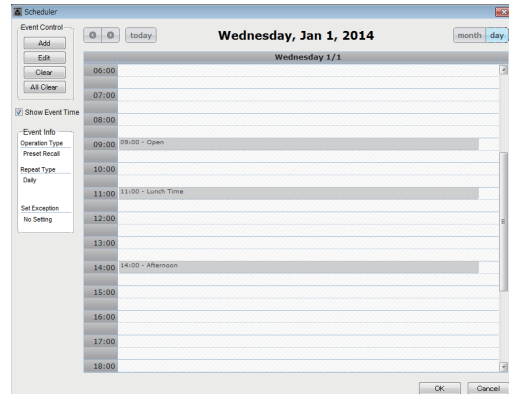 Scheduler
Event Control
Add
Edit
Clear
All Clear
Show Event Time
Event Info
Operation Type
Preset Recall
Repeat Type
Daily
Set Exception
No Setting
today
Wednesday, Jan 1, 2014
month
day
Wednesday 1/1
06:00
07:00
08:00
09:00
09:00 - Open
10:00
11:00
11:00 - Lunch Time
12:00
13:00
14:00
14:00 - Afternoon
15:00
16:00
17:00
18:00
OK
Cancel